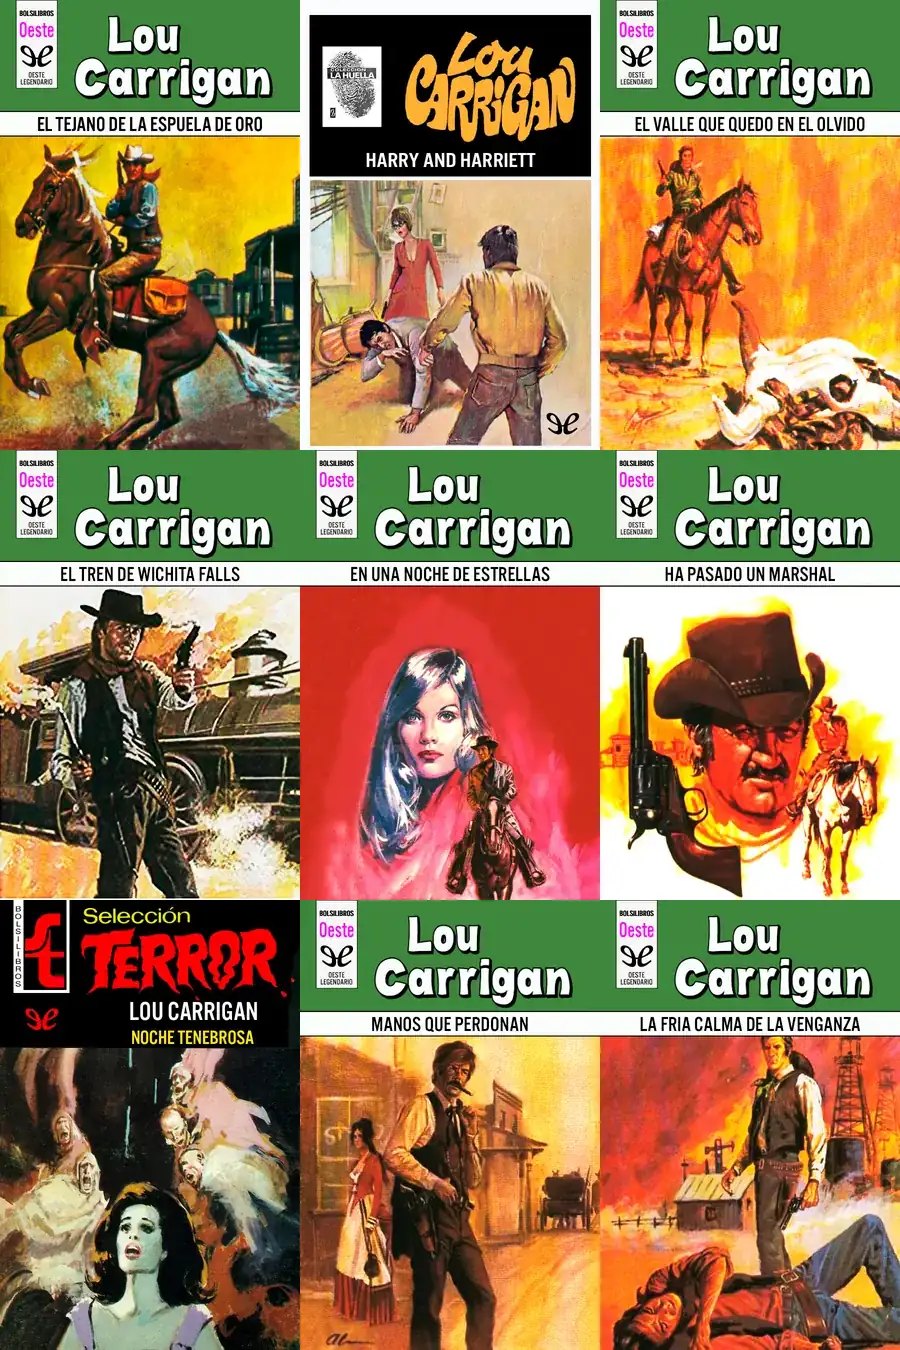 BOLSILIBROS
Oeste
OESTE
LEGENDARIO
Lou
Carrigan
EL TEJANO DE LA ESPUELA DE ORO
COLECCIÓN
LA HUELLA
Lou
CARRIGAN
HARRY AND HARRIETT
BOLSILIBROS
Oeste
OESTE
LEGENDARIO
Lou
Carrigan
EL VALLE QUE QUEDO EN EL OLVIDO
BOLSILIBROS
Oeste
OESTE
LEGENDARIO
Lou
Carrigan
EL TREN DE WICHITA FALLS
BOLSILIBROS
Oeste
OESTE
LEGENDARIO
Lou
Carrigan
EN UNA NOCHE DE ESTRELLAS
BOLSILIBROS
Oeste
OESTE
LEGENDARIO
Lou
Carrigan
HA PASADO UN MARSHAL
BOLSILIBROS
Selección
TERROR
LOU CARRIGAN
NOCHE TENEBROSA
BOLSILIBROS
Oeste
OESTE
LEGENDARIO
Lou
Carrigan
MANOS QUE PERDONAN
BOLSILIBROS
Oeste
OESTE
LEGENDARIO
Lou
Carrigan
LA FRIA CALMA DE LA VENGANZA